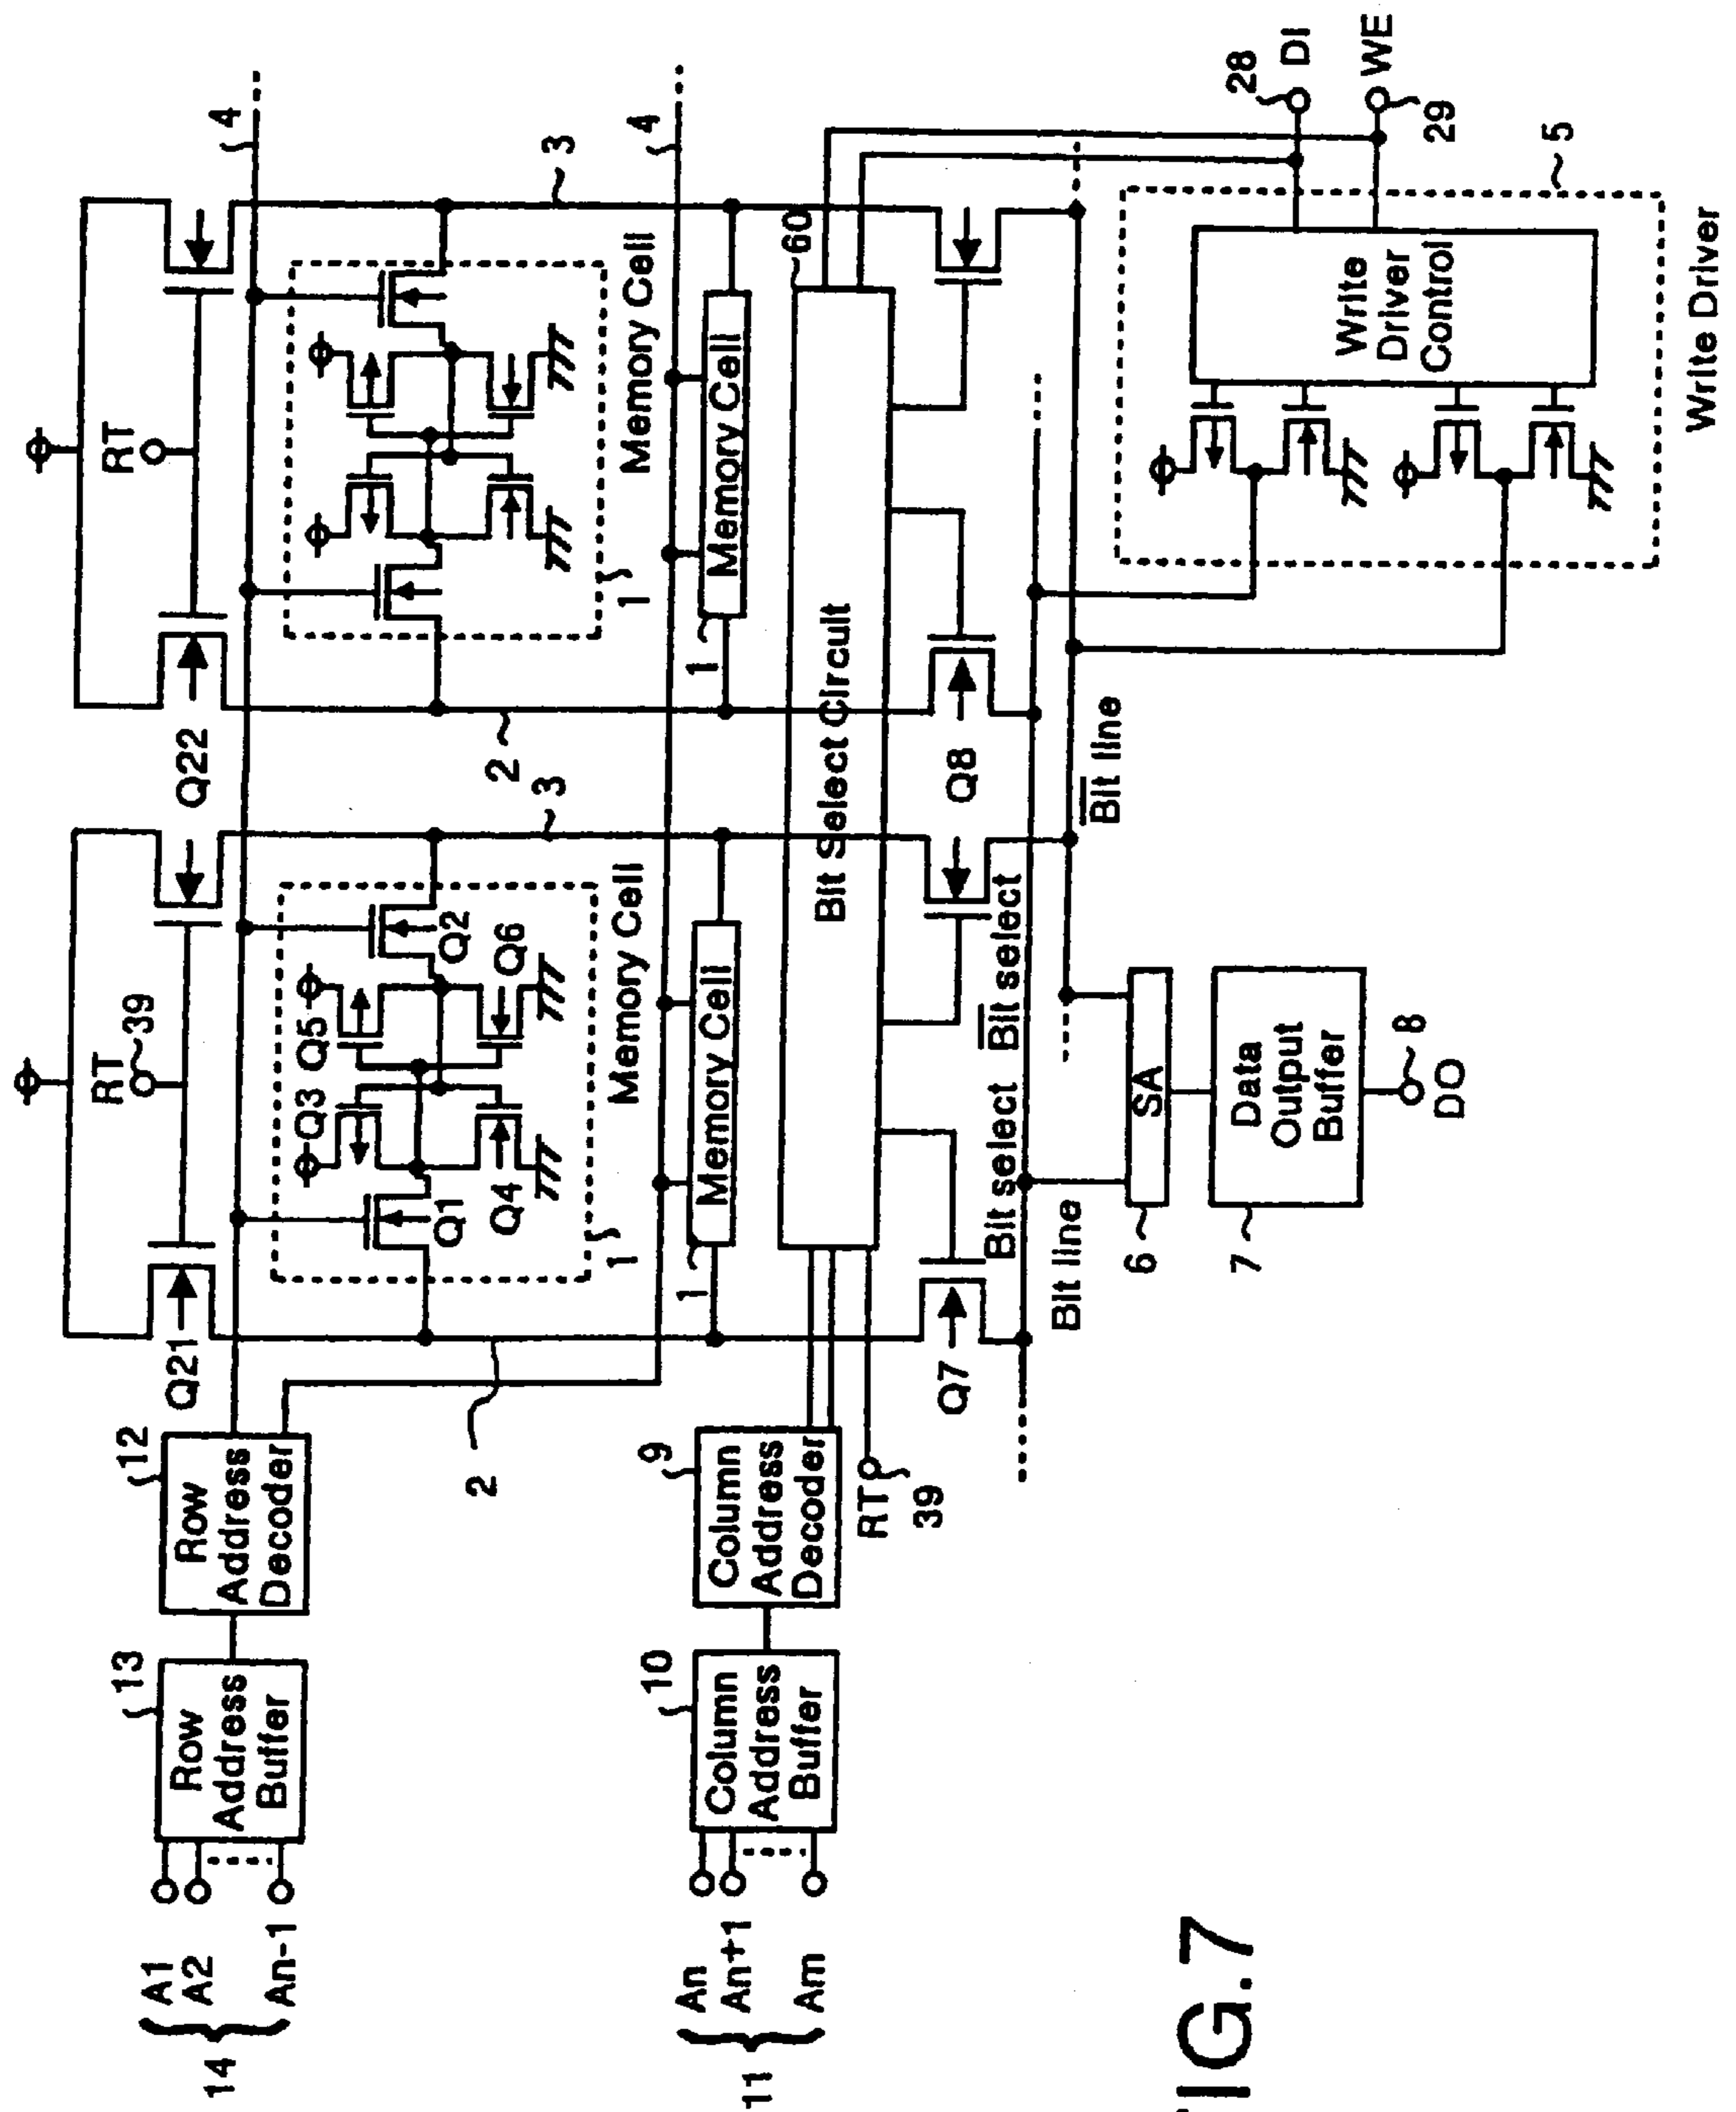 FIG.7
14
A1
A2
An-1
13
Row
Address
Buffer
12
Row
Address
Decoder
11
An
An+1
Am
10
Column
Address
Buffer
9
Column
Address
Decoder
RT
39
2
Q21
RT
39
Q22
RT
4
4
Q1
Q2
Q3
Q4
Q5
Q6
1
Memory Cell
2
3
1
Memory Cell
2
3
1
Memory Cell
1
Memory Cell
Bit Select Circuit
60
Q7
Q8
Bit select
B̅i̅t̅ select
Bit line
B̅i̅t̅ line
6
SA
7
Data
Output
Buffer
8
DO
Write
Driver
Control
5
Write Driver
28
DI
29
WE